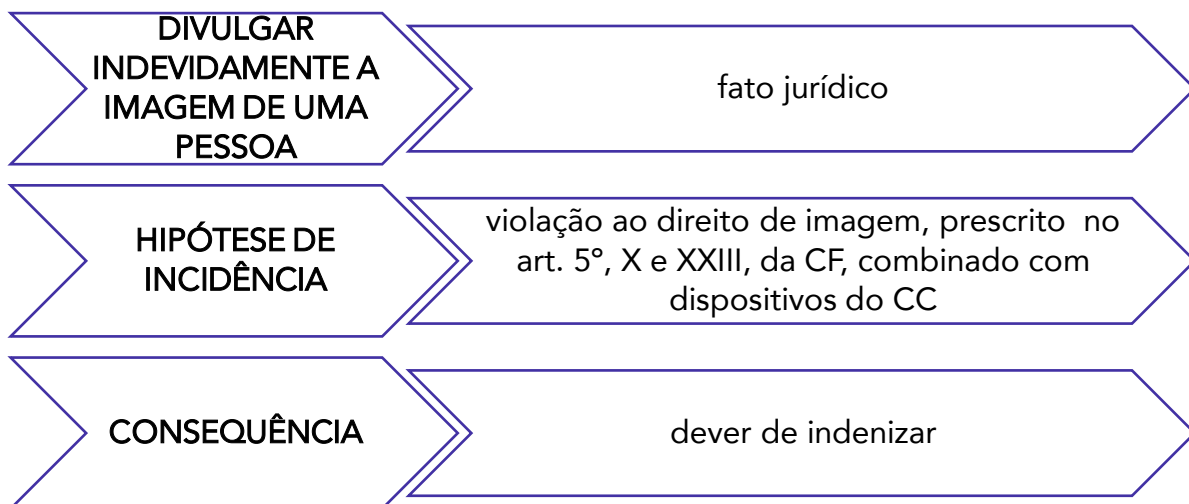 DIVULGAR
INDEVIDAMENTE A
IMAGEM DE UMA
PESSOA
fato jurídico
HIPÓTESE DE
INCIDÊNCIA
violação ao direito de imagem, prescrito no
art. 5º, X e XXIII, da CF, combinado com
dispositivos do CC
CONSEQUÊNCIA
dever de indenizar